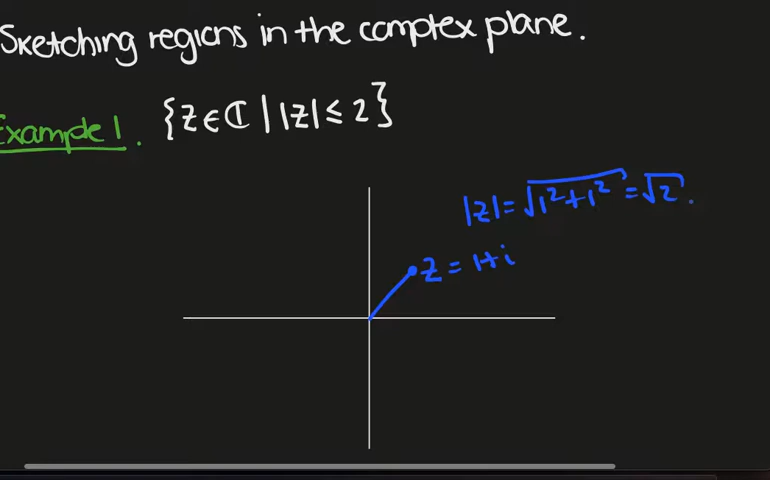 Sketching regions in the complex plane.
Example 1. {z∈ℂ | |z| ≤ 2}
|z| = √1²+1² = √2.
z = 1+i